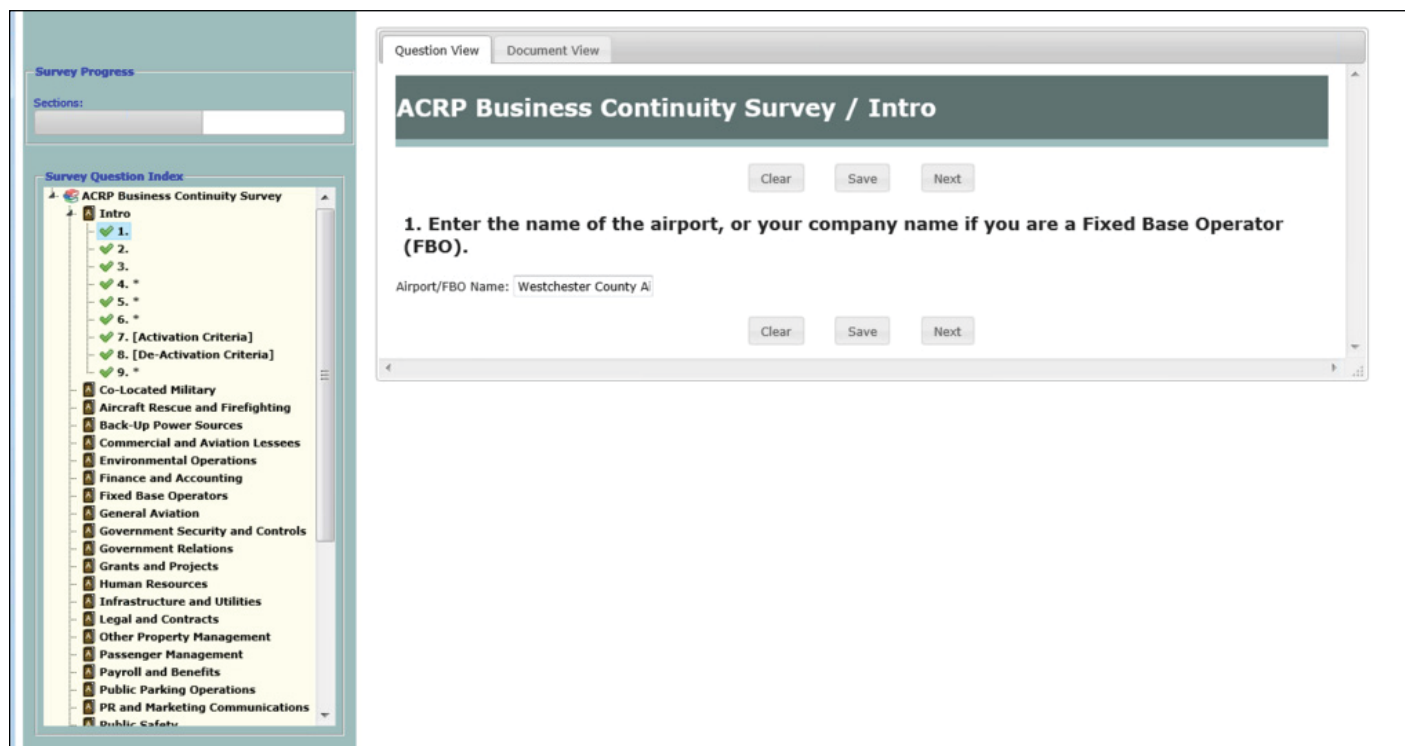 Survey Progress
Sections:
Survey Question Index
ACRP Business Continuity Survey
Intro
1.
2.
3.
4. *
5. *
6. *
7. [Activation Criteria]
8. [De-Activation Criteria]
9. *
Co-Located Military
Aircraft Rescue and Firefighting
Back-Up Power Sources
Commercial and Aviation Lessees
Environmental Operations
Finance and Accounting
Fixed Base Operators
General Aviation
Government Security and Controls
Government Relations
Grants and Projects
Human Resources
Infrastructure and Utilities
Legal and Contracts
Other Property Management
Passenger Management
Payroll and Benefits
Public Parking Operations
PR and Marketing Communications
Public Safety
Question View Document View
ACRP Business Continuity Survey / Intro
Clear Save Next
1. Enter the name of the airport, or your company name if you are a Fixed Base Operator
(FBO).
Airport/FBO Name: Westchester County Ai
Clear Save Next